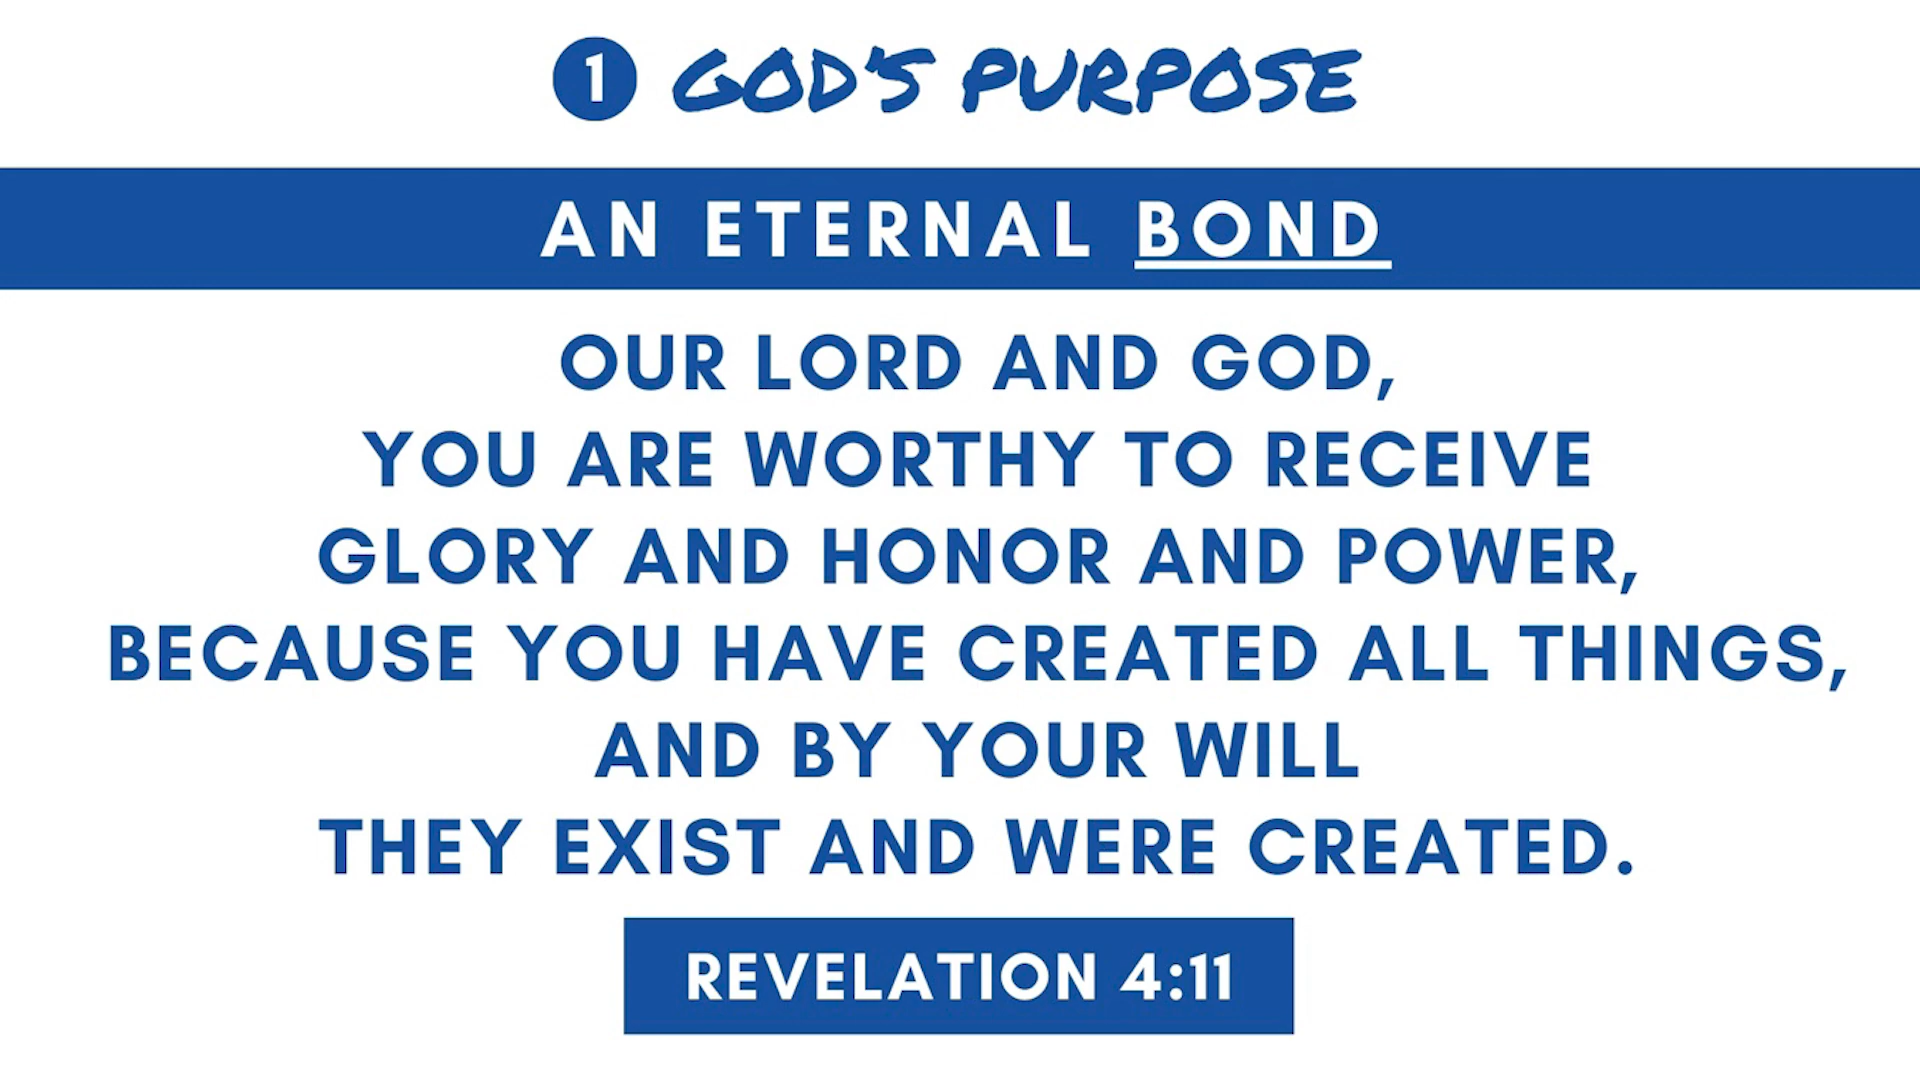 1 GOD'S PURPOSE
AN ETERNAL BOND
OUR LORD AND GOD,
YOU ARE WORTHY TO RECEIVE
GLORY AND HONOR AND POWER,
BECAUSE YOU HAVE CREATED ALL THINGS,
AND BY YOUR WILL
THEY EXIST AND WERE CREATED.
REVELATION 4:11